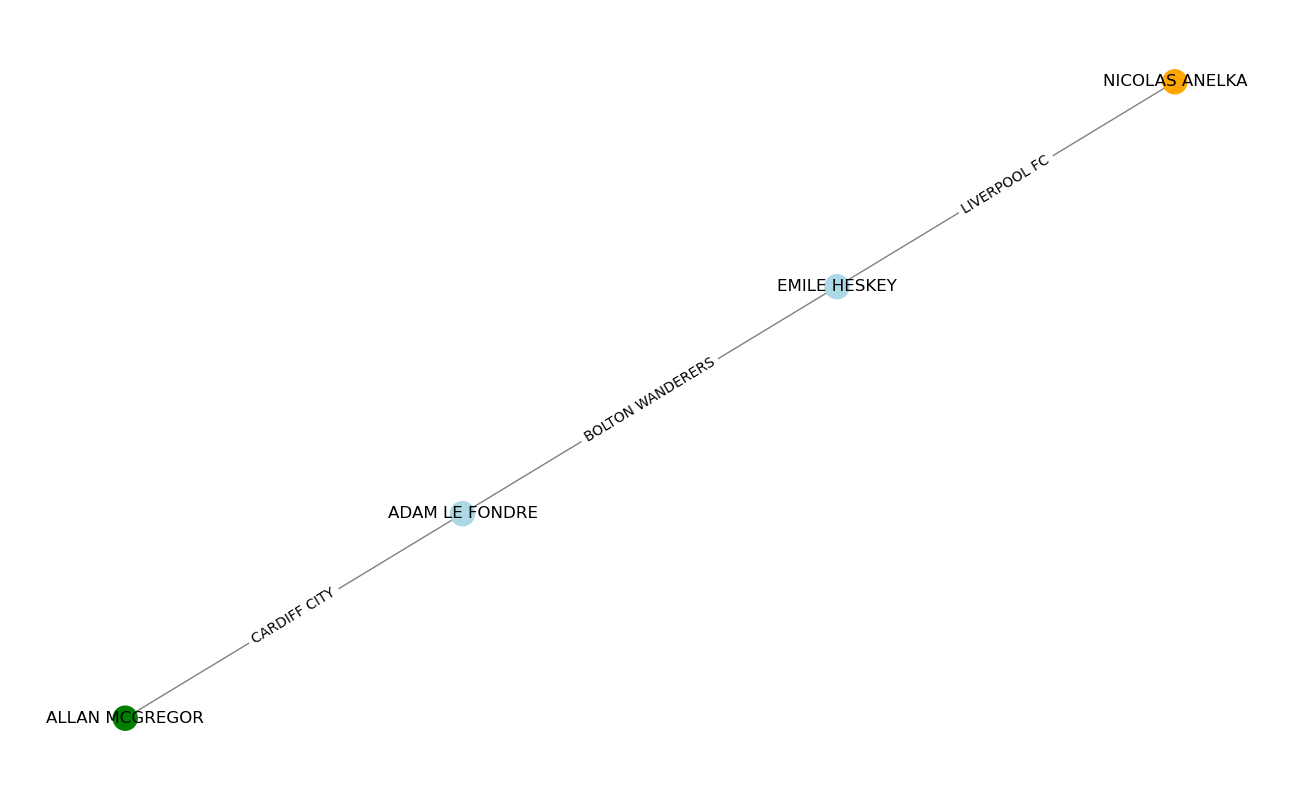 NICOLAS ANELKA
LIVERPOOL FC
EMILE HESKEY
BOLTON WANDERERS
ADAM LE FONDRE
CARDIFF CITY
ALLAN MCGREGOR